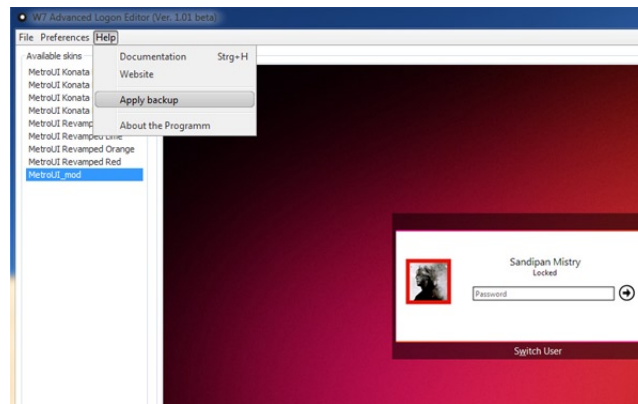 W7 Advanced Logon Editor (Ver. 1.01 beta)
File Preferences Help
Available skins
Documentation Strg+H
Website
Apply backup
About the Programm
MetroUI Konata
MetroUI Konata
MetroUI Konata
MetroUI Konata
MetroUI Revamp
MetroUI Revamped Lime
MetroUI Revamped Orange
MetroUI Revamped Red
MetroUI_mod
Sandipan Mistry
Locked
Password
Switch User